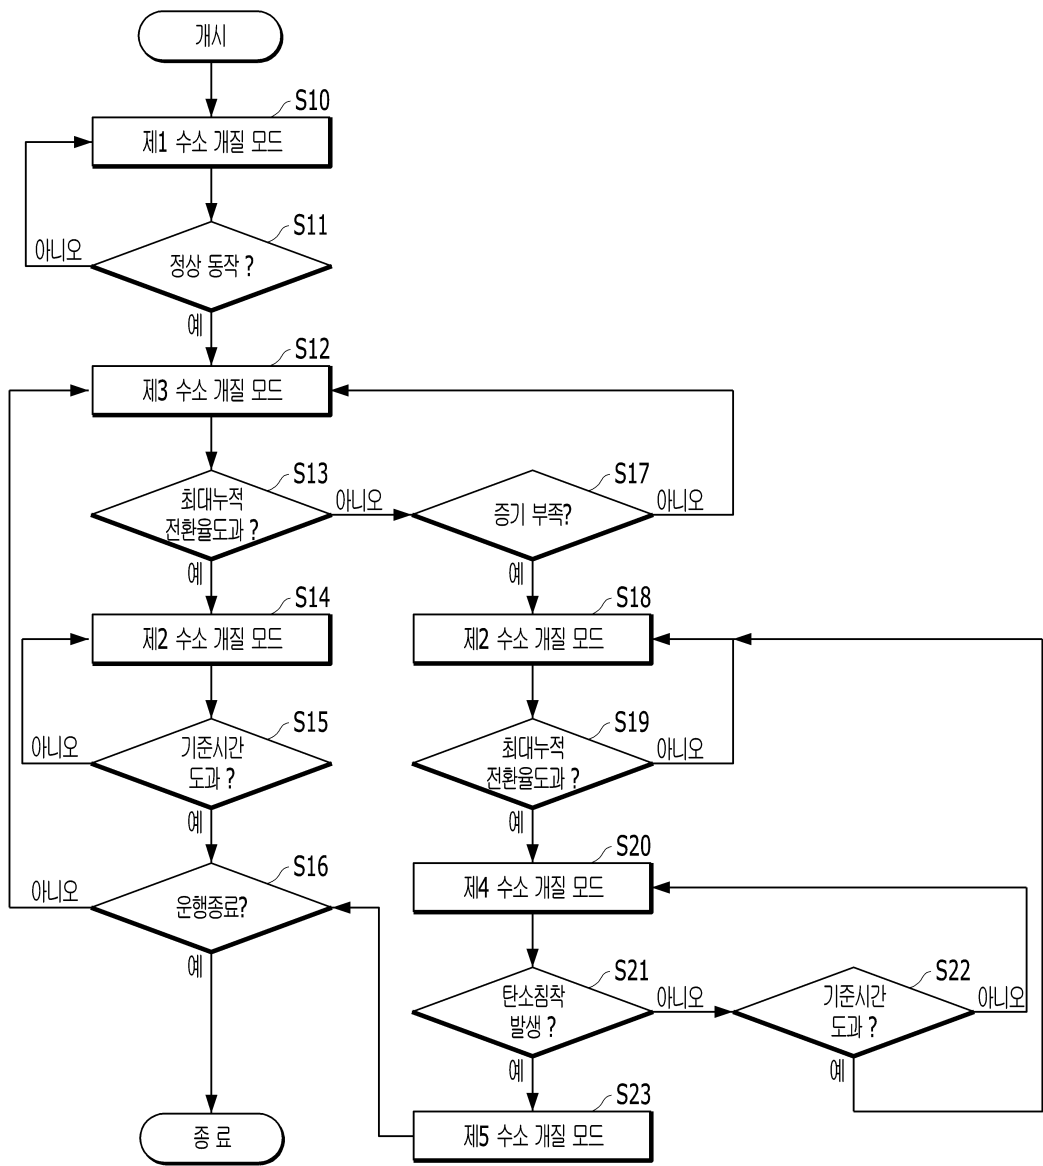 개시
S10
제1 수소 개질 모드
S11
정상 동작 ?
아니오
예
S12
제3 수소 개질 모드
S13
최대누적
전환율도과 ?
아니오
예
S17
증기 부족?
아니오
예
S14
제2 수소 개질 모드
S18
제2 수소 개질 모드
S15
기준시간
도과 ?
아니오
예
S19
최대누적
전환율도과 ?
아니오
예
S16
운행종료?
아니오
예
S20
제4 수소 개질 모드
S21
탄소침착
발생 ?
아니오
예
S22
기준시간
도과 ?
아니오
예
S23
제5 수소 개질 모드
종 료